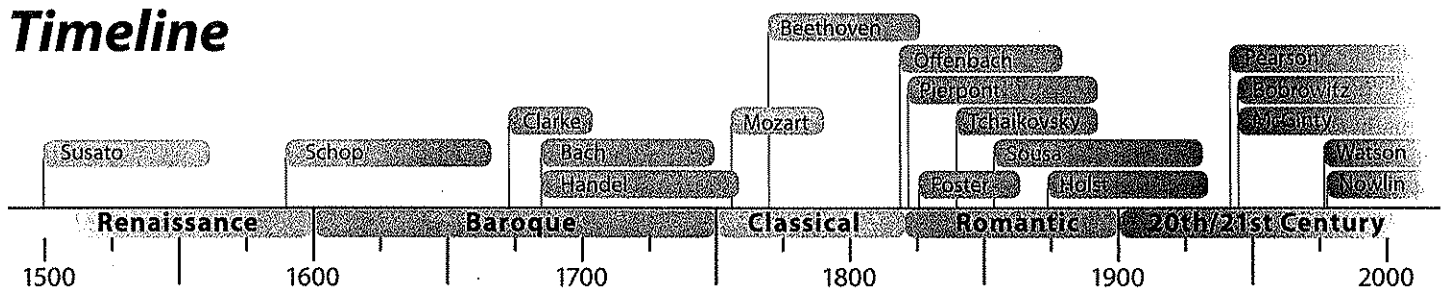 Timeline
Beethoven
Offenbach
Pearson
Pierpont
Bobrowitz
Clarke
Mozart
Tchaikovsky
McGinty
Susato
Schop
Bach
Sousa
Watson
Handel
Foster
Holst
Nowlin
Renaissance
Baroque
Classical
Romantic
20th/21st Century
1500
1600
1700
1800
1900
2000